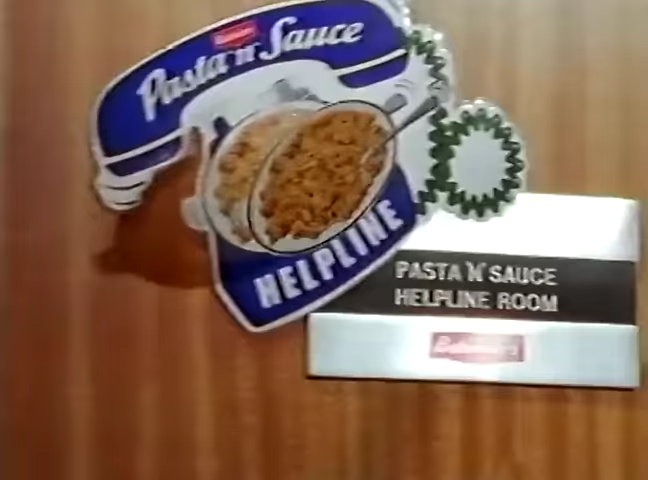 Pasta 'n' Sauce
HELPLINE
PASTA 'N' SAUCE
HELPLINE ROOM